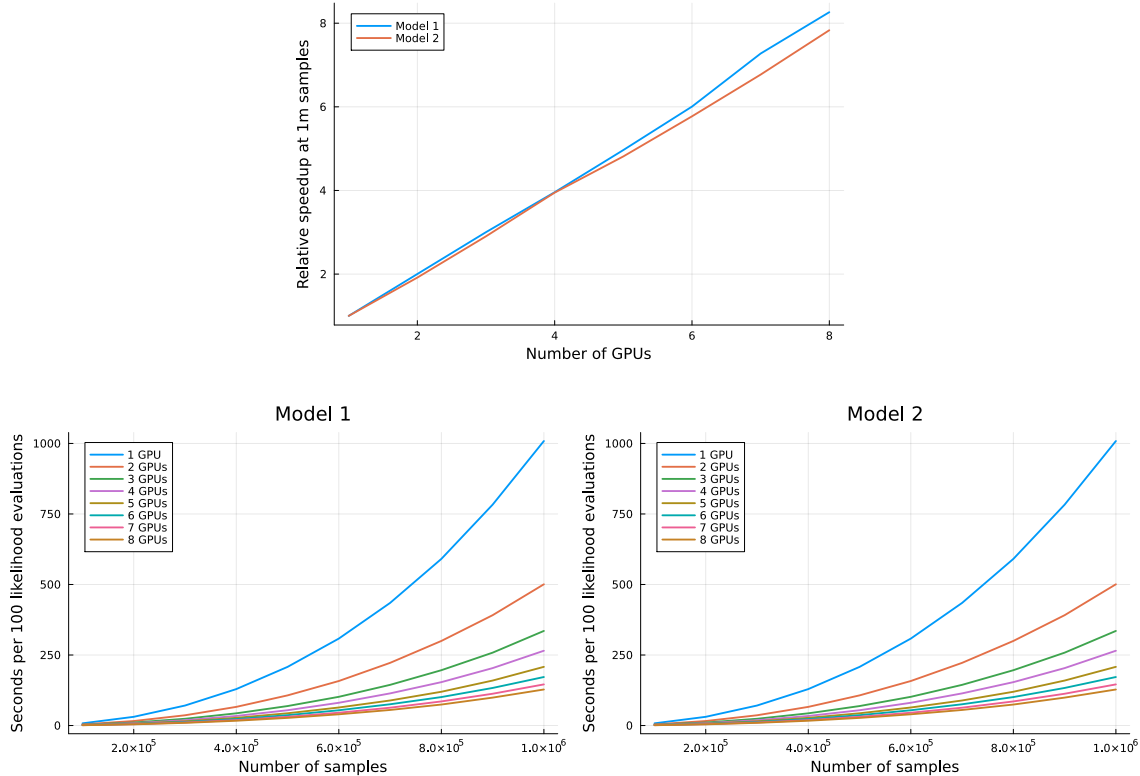 Model 1
Model 2
Relative speedup at 1m samples
8
6
4
2
2
4
6
8
Number of GPUs
Model 1
Seconds per 100 likelihood evaluations
1 GPU
2 GPUs
3 GPUs
4 GPUs
5 GPUs
6 GPUs
7 GPUs
8 GPUs
1000
750
500
250
0
2.0×10⁵
4.0×10⁵
6.0×10⁵
8.0×10⁵
1.0×10⁶
Number of samples
Model 2
Seconds per 100 likelihood evaluations
1 GPU
2 GPUs
3 GPUs
4 GPUs
5 GPUs
6 GPUs
7 GPUs
8 GPUs
1000
750
500
250
0
2.0×10⁵
4.0×10⁵
6.0×10⁵
8.0×10⁵
1.0×10⁶
Number of samples